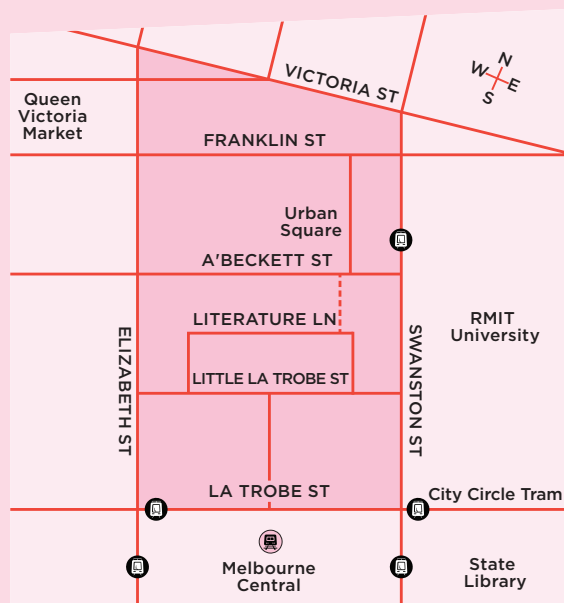 VICTORIA ST
N
W
E
S
Queen
Victoria
Market
FRANKLIN ST
Urban
Square
A'BECKETT ST
LITERATURE LN
RMIT
University
ELIZABETH ST
SWANSTON ST
LITTLE LA TROBE ST
LA TROBE ST
City Circle Tram
Melbourne
Central
State
Library